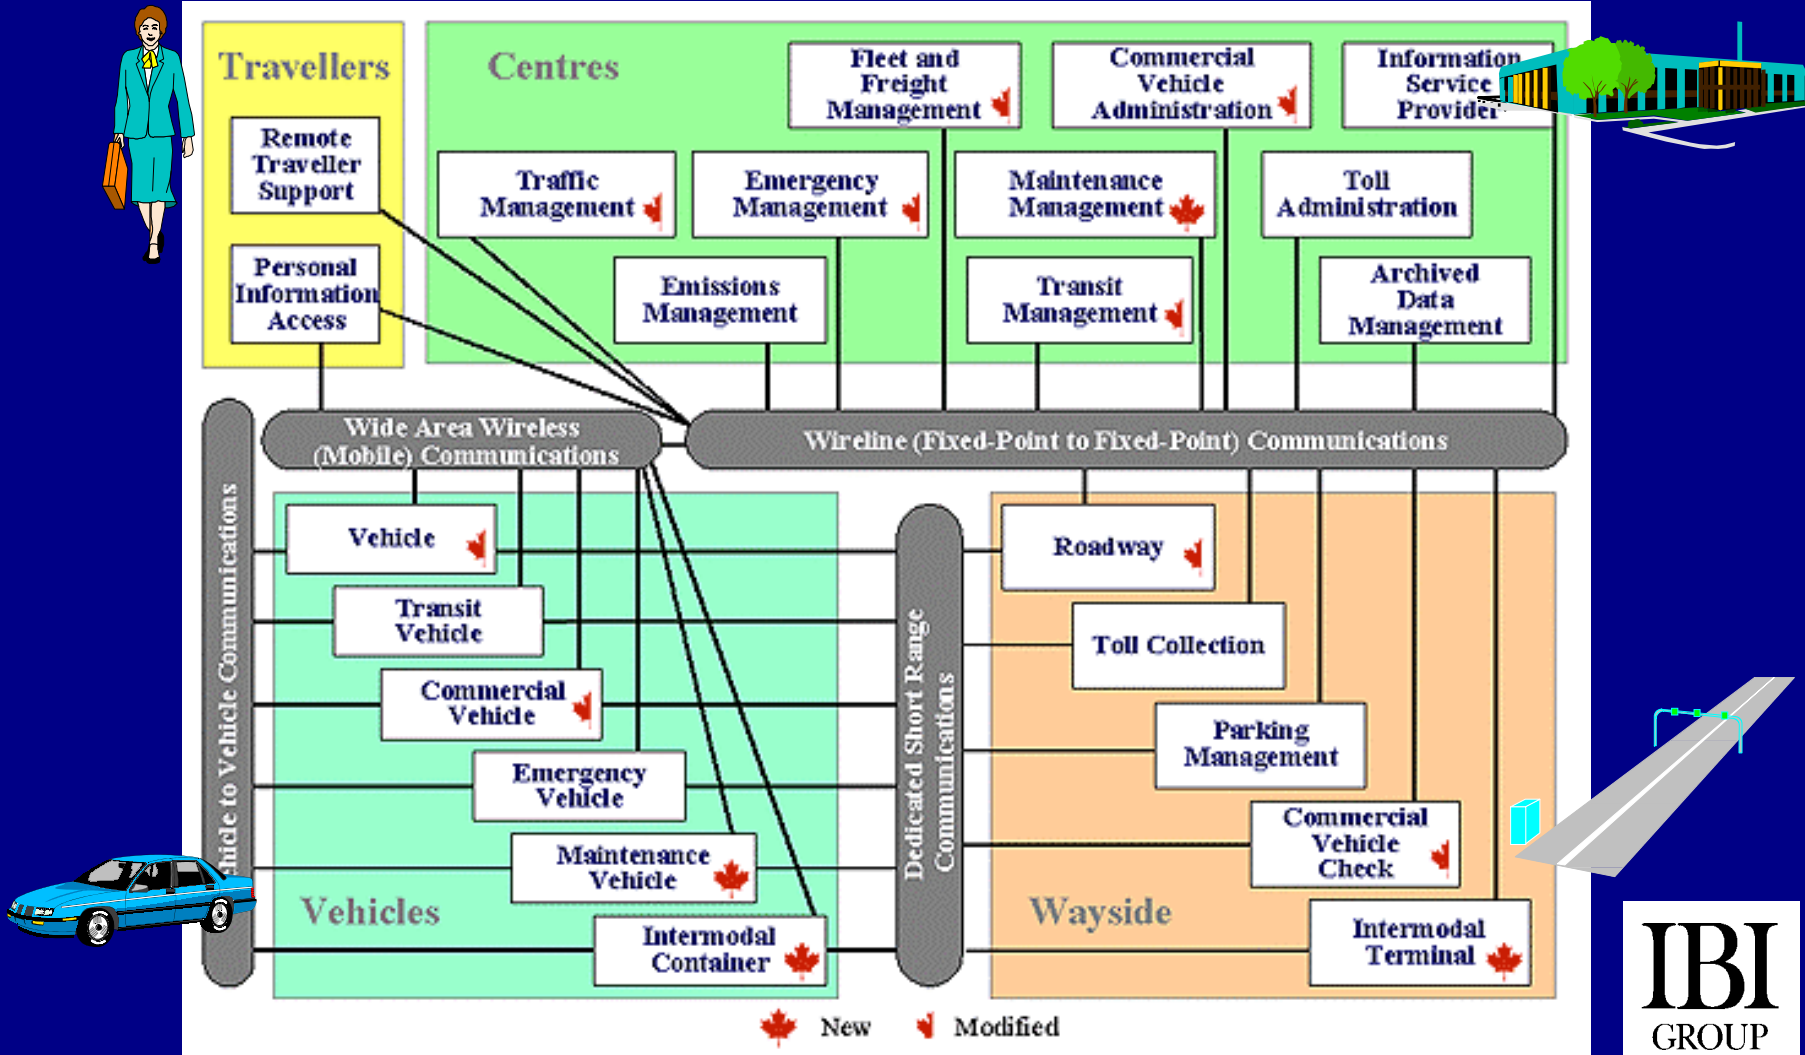 Travellers
Remote
Traveller
Support
Personal
Information
Access
Centres
Fleet and
Freight
Management
Commercial
Vehicle
Administration
Information
Service
Provider
Traffic
Management
Emergency
Management
Maintenance
Management
Toll
Administration
Emissions
Management
Transit
Management
Archived
Data
Management
Wide Area Wireless
(Mobile) Communications
Wireline (Fixed-Point to Fixed-Point) Communications
Vehicle to Vehicle Communications
Vehicle
Transit
Vehicle
Commercial
Vehicle
Emergency
Vehicle
Maintenance
Vehicle
Intermodal
Container
Vehicles
Dedicated Short Range
Communications
Roadway
Toll Collection
Parking
Management
Commercial
Vehicle
Check
Intermodal
Terminal
Wayside
New
Modified
IBI
GROUP